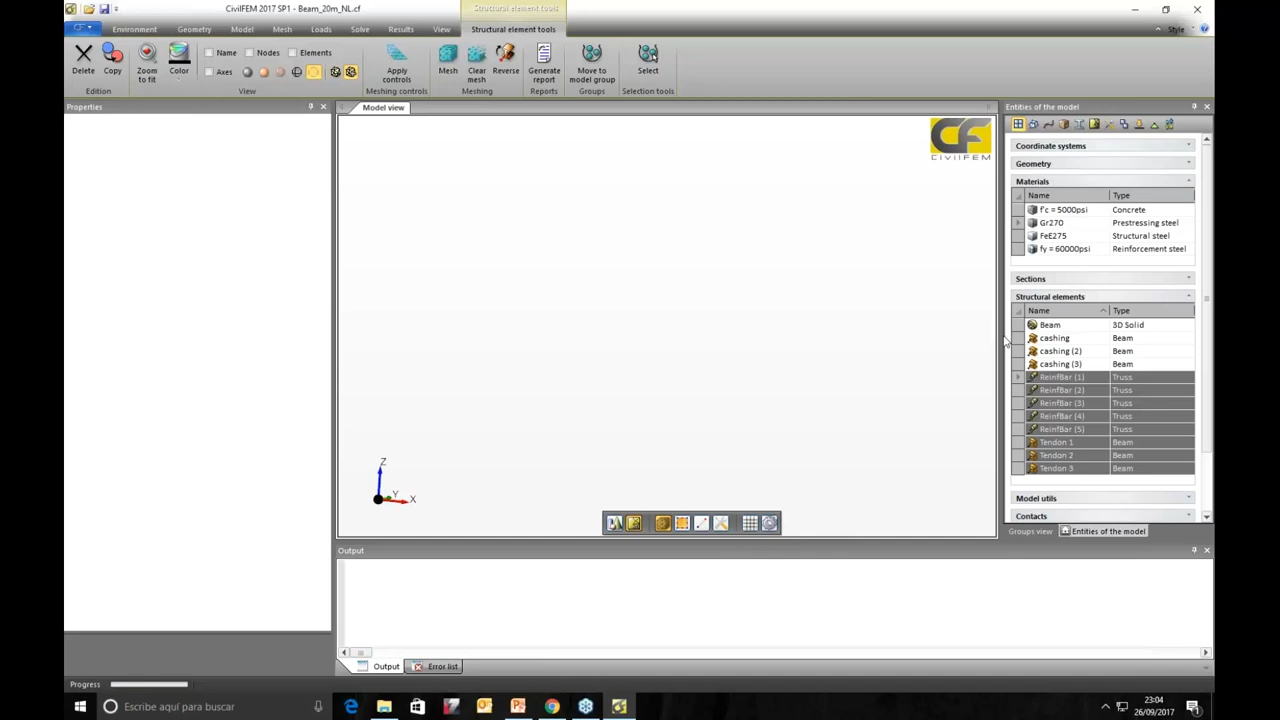 CivilFEM 2017 SP1 - Beam_20m_NL.cf
Structural element tools
Environment Geometry Model Mesh Loads Solve Results View Structural element tools Style
Name Nodes Elements
Axes
Delete Copy Zoom to fit Color Apply controls Mesh Clear mesh Reverse Generate report Move to model group Select
Edition View Meshing controls Meshing Reports Groups Selection tools
Properties
Model view
Entities of the model
CF
CIVILFEM
Coordinate systems
Geometry
Materials
Name Type
f'c = 5000psi Concrete
Gr270 Prestressing steel
FeE275 Structural steel
fy = 60000psi Reinforcement steel
Sections
Structural elements
Name Type
Beam 3D Solid
cashing Beam
cashing (2) Beam
cashing (3) Beam
ReinfBar (1) Truss
ReinfBar (2) Truss
ReinfBar (3) Truss
ReinfBar (4) Truss
ReinfBar (5) Truss
Tendon 1 Beam
Tendon 2 Beam
Tendon 3 Beam
Model utils
Contacts
Groups view Entities of the model
Z
Y
X
Output
Output Error list
Progress
Escribe aquí para buscar
23:04
26/09/2017